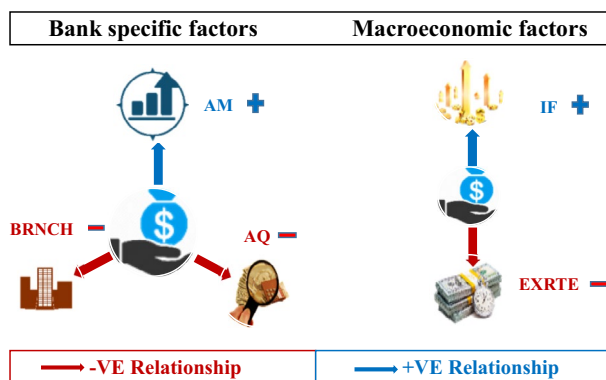 Bank specific factors
Macroeconomic factors
AM
IF
BRNCH
AQ
EXRTE
-VE Relationship
+VE Relationship